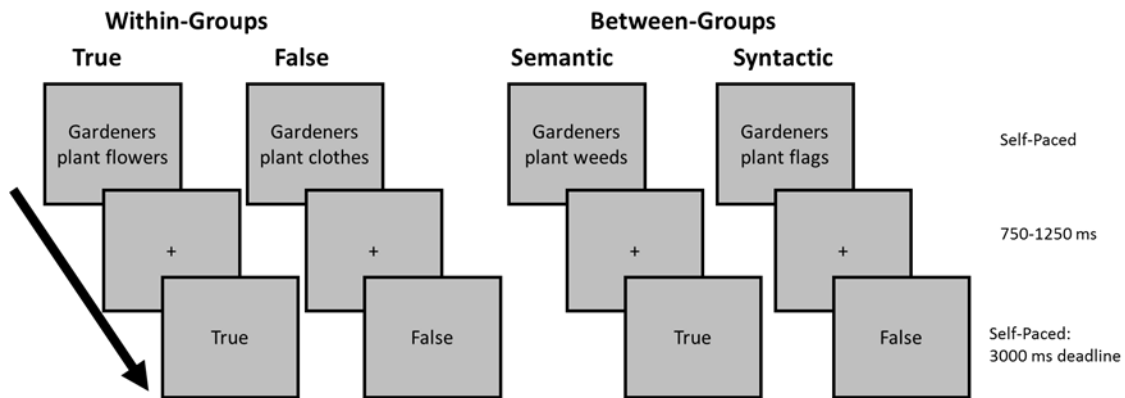 Within-Groups
Between-Groups
True
False
Semantic
Syntactic
Gardeners
plant flowers
Gardeners
plant clothes
Gardeners
plant weeds
Gardeners
plant flags
Self-Paced
+
+
+
+
750-1250 ms
True
False
True
False
Self-Paced:
3000 ms deadline